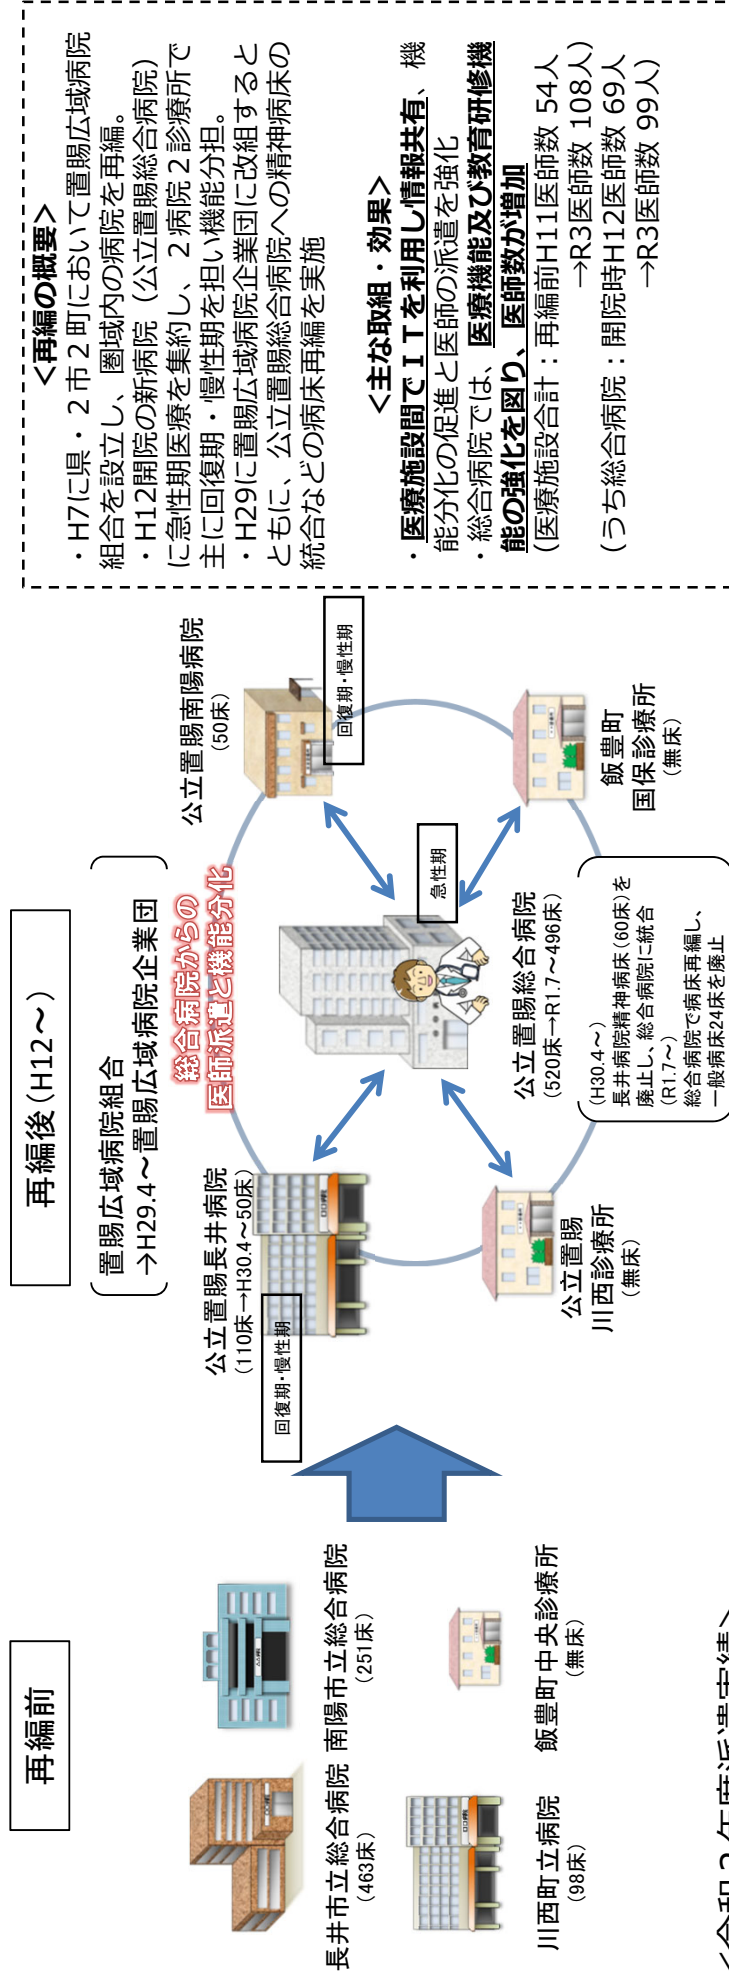 再編前
長井市立総合病院
(463床)
南陽市立総合病院
(251床)
川西町立病院
(98床)
飯豊町中央診療所
(無床)
再編後(H12～)
置賜広域病院組合
→H29.4～置賜広域病院企業団
総合病院からの
医師派遣と機能分化
公立置賜長井病院
(110床→H30.4～50床)
回復期・慢性期
公立置賜南陽病院
(50床)
回復期・慢性期
急性期
公立置賜総合病院
(520床→R1.7～496床)
(H30.4～)
長井病院精神病床(60床)を
廃止し、総合病院に統合
(R1.7～)
総合病院で病床再編し、
一般病床24床を廃止
公立置賜
川西診療所
(無床)
飯豊町
国保診療所
(無床)
＜再編の概要＞
・H7に県・２市２町において置賜広域病院
組合を設立し、圏域内の病院を再編。
・H12開院の新病院（公立置賜総合病院）
に急性期医療を集約し、２病院２診療所で
主に回復期・慢性期を担い機能分担。
・H29に置賜広域病院企業団に改組すると
ともに、公立置賜総合病院への精神病床の
統合などの病床再編を実施
＜主な取組・効果＞
・医療施設間でＩＴを利用し情報共有、機
能分化の促進と医師の派遣を強化
・総合病院では、医療機能及び教育研修機
能の強化を図り、医師数が増加
(医療施設合計：再編前H11医師数 54人
→R3医師数 108人)
(うち総合病院：開院時H12医師数 69人
→R3医師数 99人)